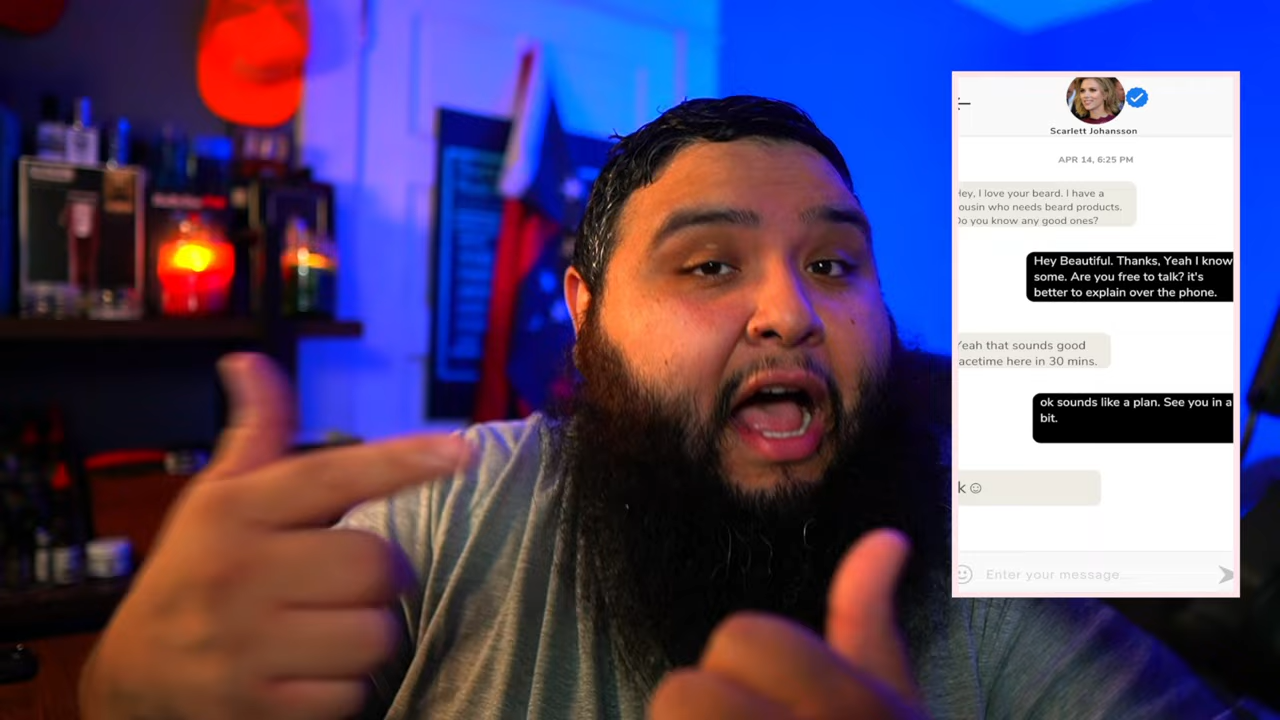 Scarlett Johansson
APR 14, 6:25 PM
Hey, I love your beard. I have a
ousin who needs beard products.
Do you know any good ones?
Hey Beautiful. Thanks, Yeah I know
some. Are you free to talk? it's
better to explain over the phone.
Yeah that sounds good
acetime here in 30 mins.
ok sounds like a plan. See you in a
bit.
k ☺
Enter your message...